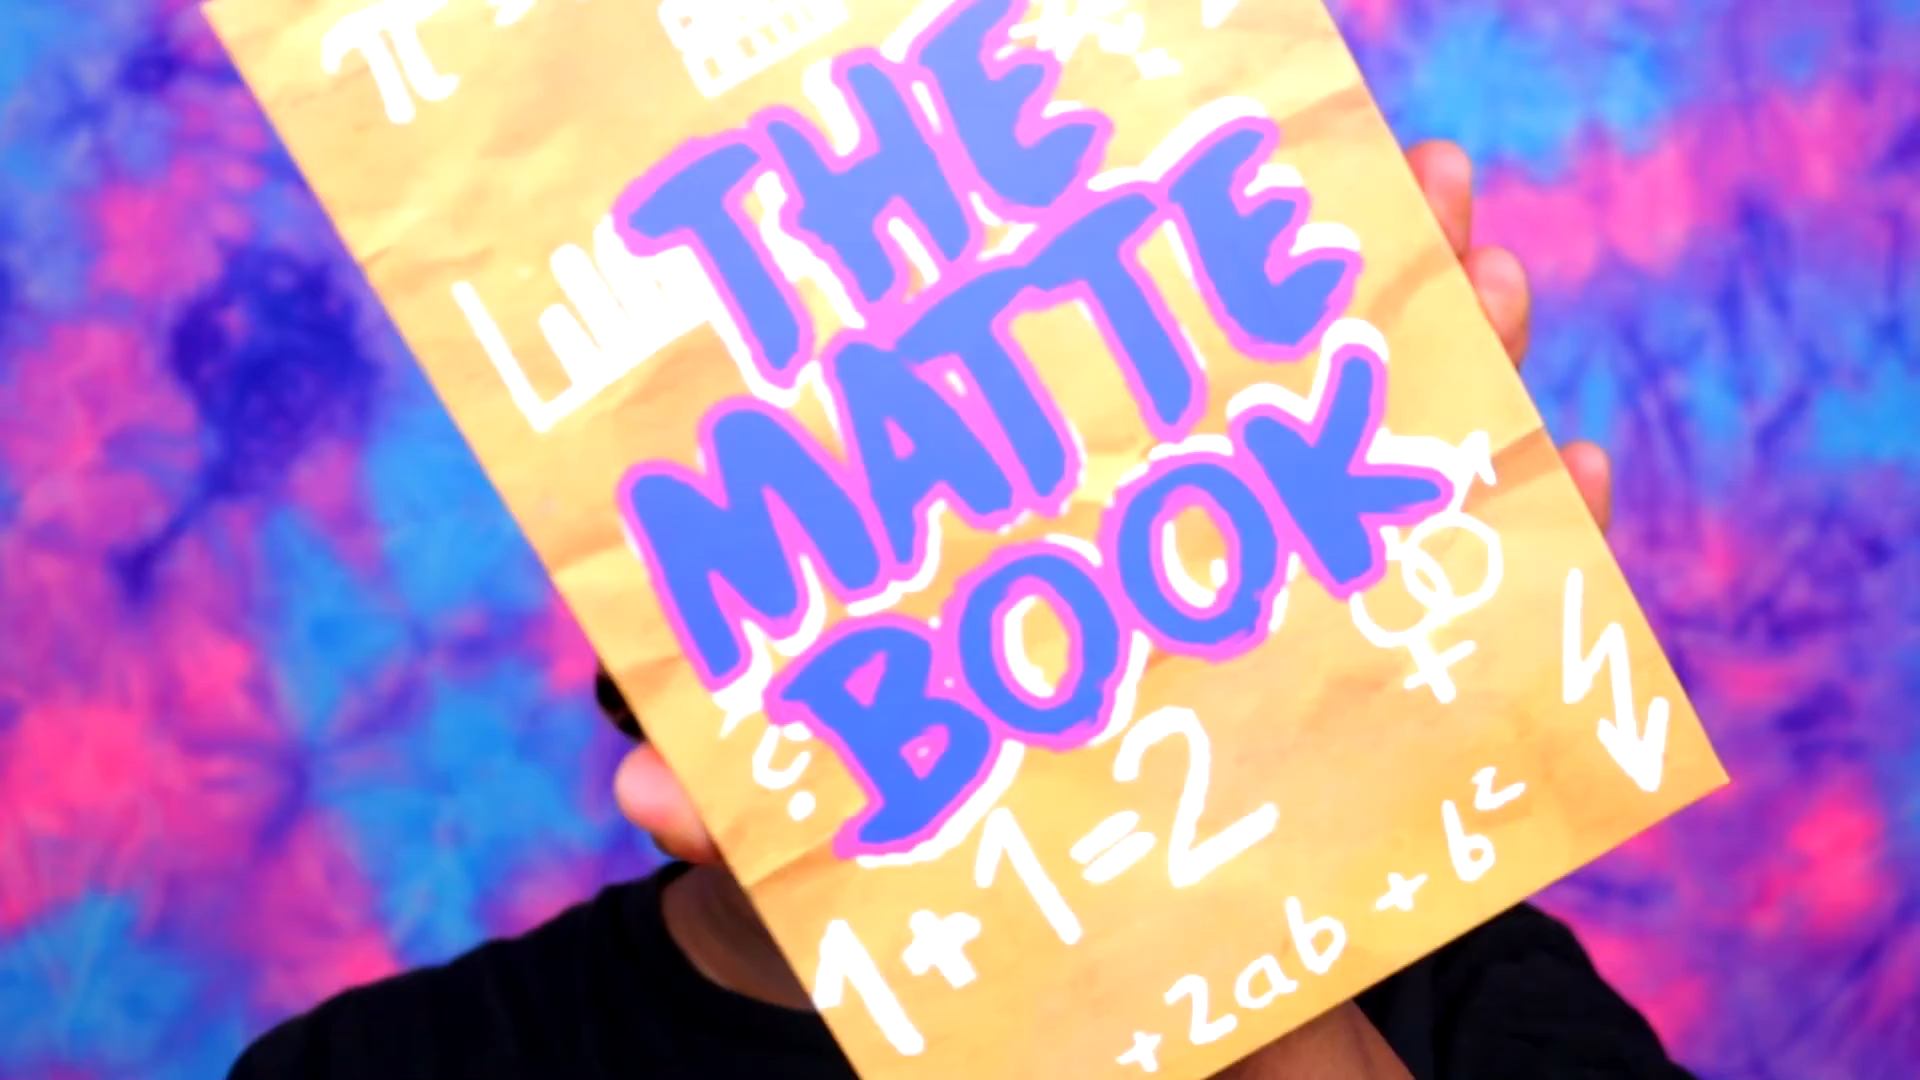 π
THE
MATTE
BOOK
1+1=2
+2ab+b²